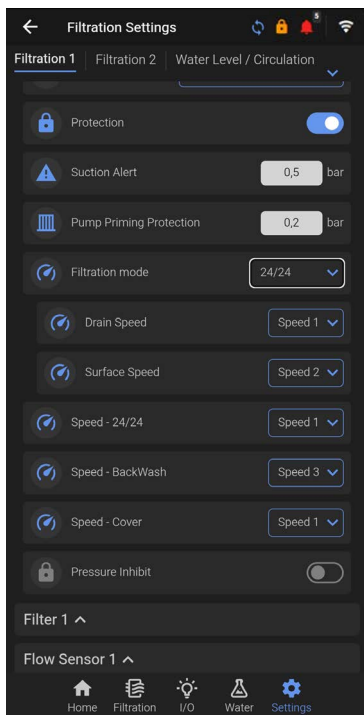 Filtration Settings
5
Filtration 1 Filtration 2 Water Level / Circulation
Protection
Suction Alert 0,5 bar
Pump Priming Protection 0,2 bar
Filtration mode 24/24
Drain Speed Speed 1
Surface Speed Speed 2
Speed - 24/24 Speed 1
Speed - BackWash Speed 3
Speed - Cover Speed 1
Pressure Inhibit
Filter 1
Flow Sensor 1
Home Filtration I/O Water Settings